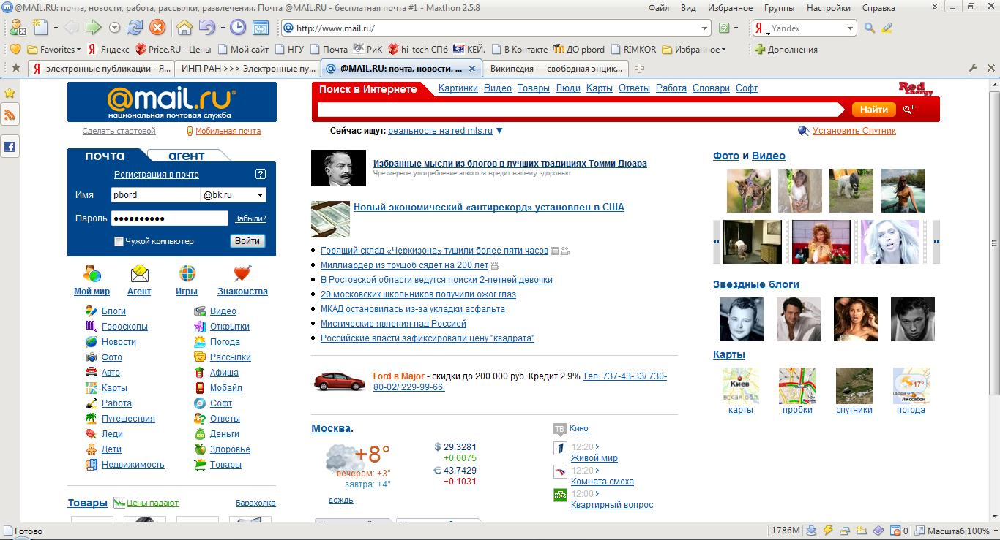 @MAIL.RU: почта, новости, работа, рассылки, развлечения. Почта @MAIL.RU - бесплатная почта #1 - Maxthon 2.5.8
Файл Вид Избранное Группы Настройки Справка
http://www.mail.ru/
Yandex
Favorites Яндекс Price.RU - Цены Мой сайт НГУ Почта РиК hi-tech СПб КЕЙ. В Контакте ДО pbord RIMKOR Избранное Дополнения
электронные публикации - Я... ИНП РАН >>> Электронные пу... @MAIL.RU: почта, новости, ... Википедия — свободная энцик...
@mail.ru
национальная почтовая служба
Сделать стартовой Мобильная почта
Поиск в Интернете Картинки Видео Товары Люди Карты Ответы Работа Словари Софт
Red Energy
Найти
Сейчас ищут: реальность на red.mts.ru
Установить Спутник
почта агент
Регистрация в почте ?
Имя pbord @bk.ru
Пароль •••••••••• Забыли?
Чужой компьютер Войти
Мой мир Агент Игры Знакомства
Блоги Видео
Гороскопы Открытки
Новости Погода
Фото Рассылки
Авто Афиша
Карты Мобайл
Работа Софт
Путешествия Ответы
Леди Деньги
Дети Здоровье
Недвижимость Товары
Товары Цены падают Барахолка
Избранные мысли из блогов в лучших традициях Томми Дюара
Чрезмерное употребление алкоголя вредит вашему здоровью
Новый экономический «антирекорд» установлен в США
Горящий склад «Черкизона» тушили более пяти часов
Миллиардер из трущоб сядет на 200 лет
В Ростовской области ведутся поиски 2-летней девочки
20 московских школьников получили ожог глаз
МКАД остановилась из-за укладки асфальта
Мистические явления над Россией
Российские власти зафиксировали цену "квадрата"
Ford в Major - скидки до 200 000 руб. Кредит 2.9% Тел. 737-43-33/ 730-
80-02/ 229-99-66
Москва.
+8°
вечером: +3°
завтра: +4°
дождь
$ 29.3281
+0.0075
€ 43.7429
−0.1031
ТВ Кино
12:20
Живой мир
12:20
Комната смеха
12:00
Квартирный вопрос
Фото и Видео
Звездные блоги
Карты
Киев
вская обл.
+17°
Лиссабон
карты пробки спутники погода
Готово
1786M 0 Масштаб:100%